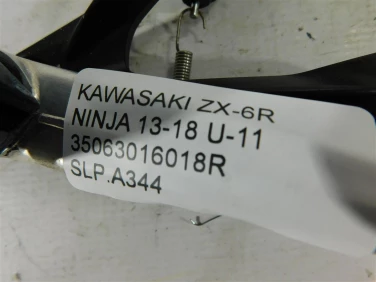 KAWASAKI ZX-6R
NINJA 13-18 U-11
35063016018R
SLP.A344